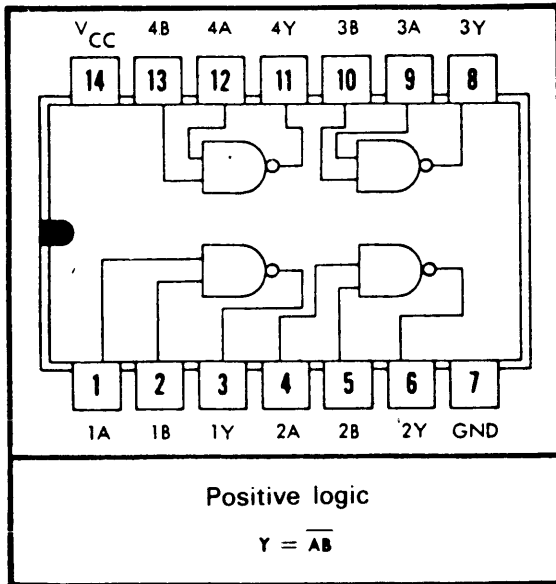 VCC 4B 4A 4Y 3B 3A 3Y
14 13 12 11 10 9 8
1 2 3 4 5 6 7
1A 1B 1Y 2A 2B 2Y GND
Positive logic
Y = A̅B̅